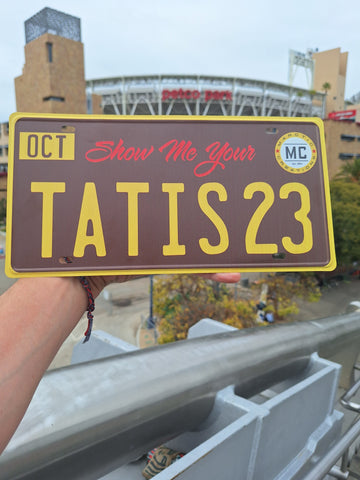 PETCO PARK
OCT
Show Me Your
MC
TATIS23